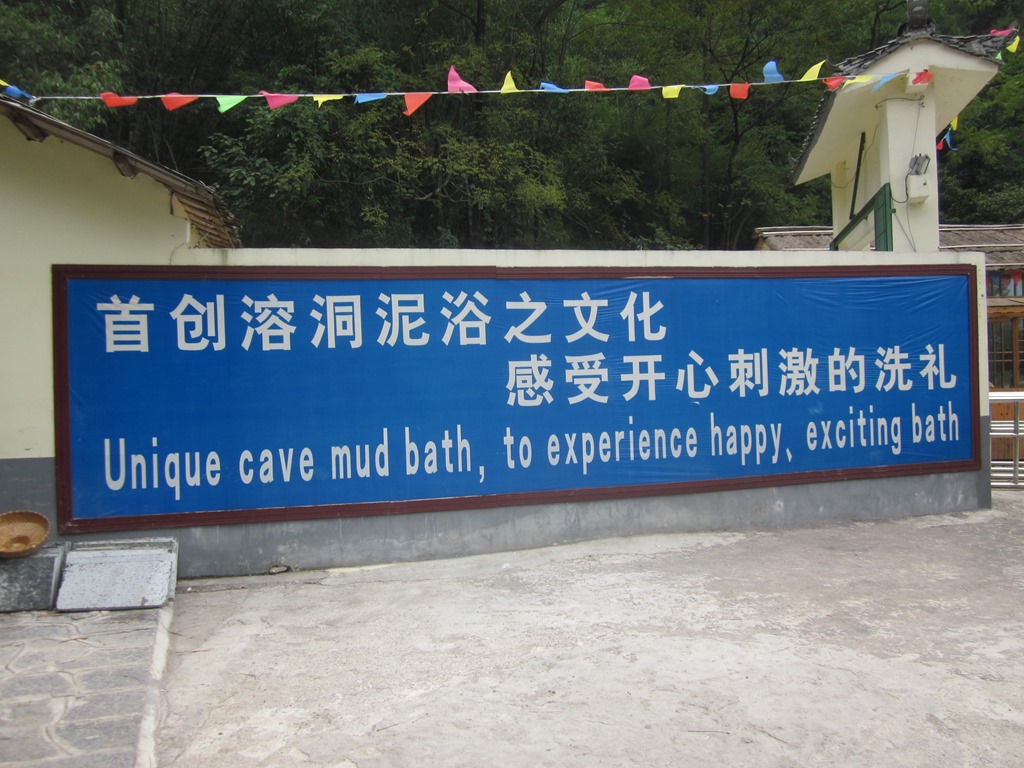 首创溶洞泥浴之文化
感受开心刺激的洗礼
Unique cave mud bath, to experience happy、exciting bath